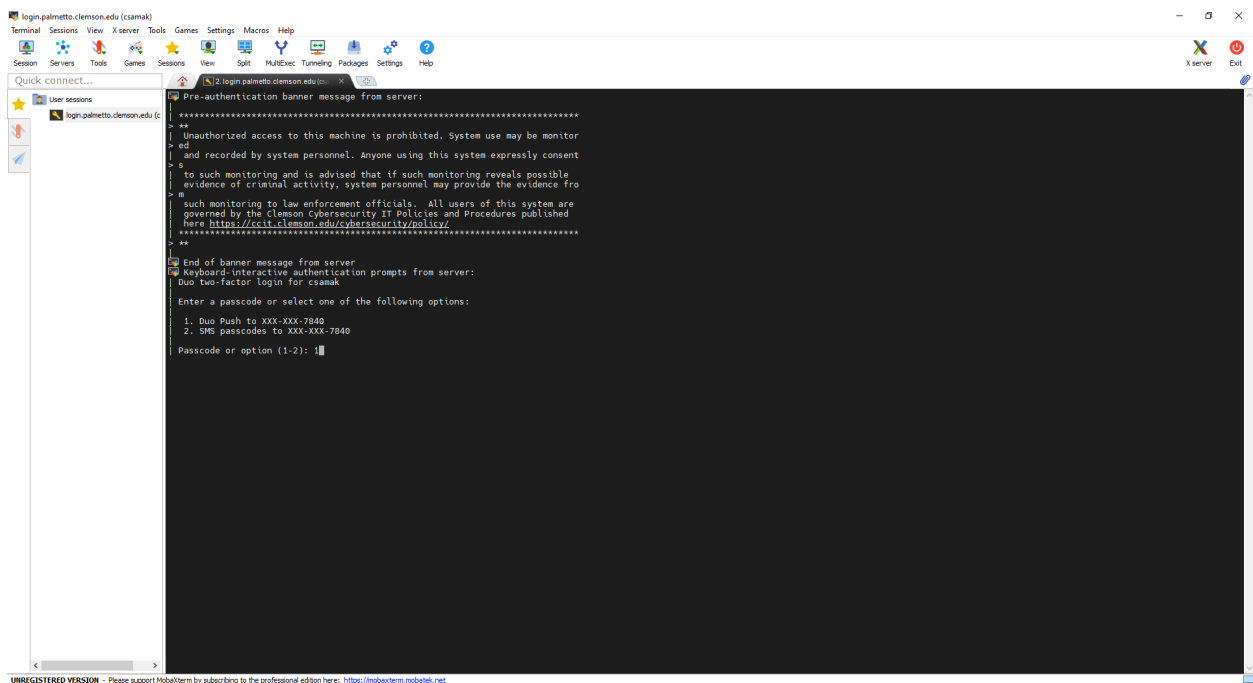 login.palmetto.clemson.edu (csamak)
Terminal Sessions View X server Tools Games Settings Macros Help
Session Servers Tools Games Sessions View Split MultiExec Tunneling Packages Settings Help X server Exit
Quick connect...
2. login.palmetto.clemson.edu (cs
User sessions
login.palmetto.clemson.edu (c
Pre-authentication banner message from server:
|
| ****************************************************************************
> **
| Unauthorized access to this machine is prohibited. System use may be monitor
> ed
| and recorded by system personnel. Anyone using this system expressly consent
> s
| to such monitoring and is advised that if such monitoring reveals possible
| evidence of criminal activity, system personnel may provide the evidence fro
> m
| such monitoring to law enforcement officials.  All users of this system are
| governed by the Clemson Cybersecurity IT Policies and Procedures published
| here https://ccit.clemson.edu/cybersecurity/policy/
| ****************************************************************************
> **
|
End of banner message from server
Keyboard-interactive authentication prompts from server:
| Duo two-factor login for csamak
|
| Enter a passcode or select one of the following options:
|
| 1. Duo Push to XXX-XXX-7840
| 2. SMS passcodes to XXX-XXX-7840
|
| Passcode or option (1-2): 1
UNREGISTERED VERSION - Please support MobaXterm by subscribing to the professional edition here: https://mobaxterm.mobatek.net